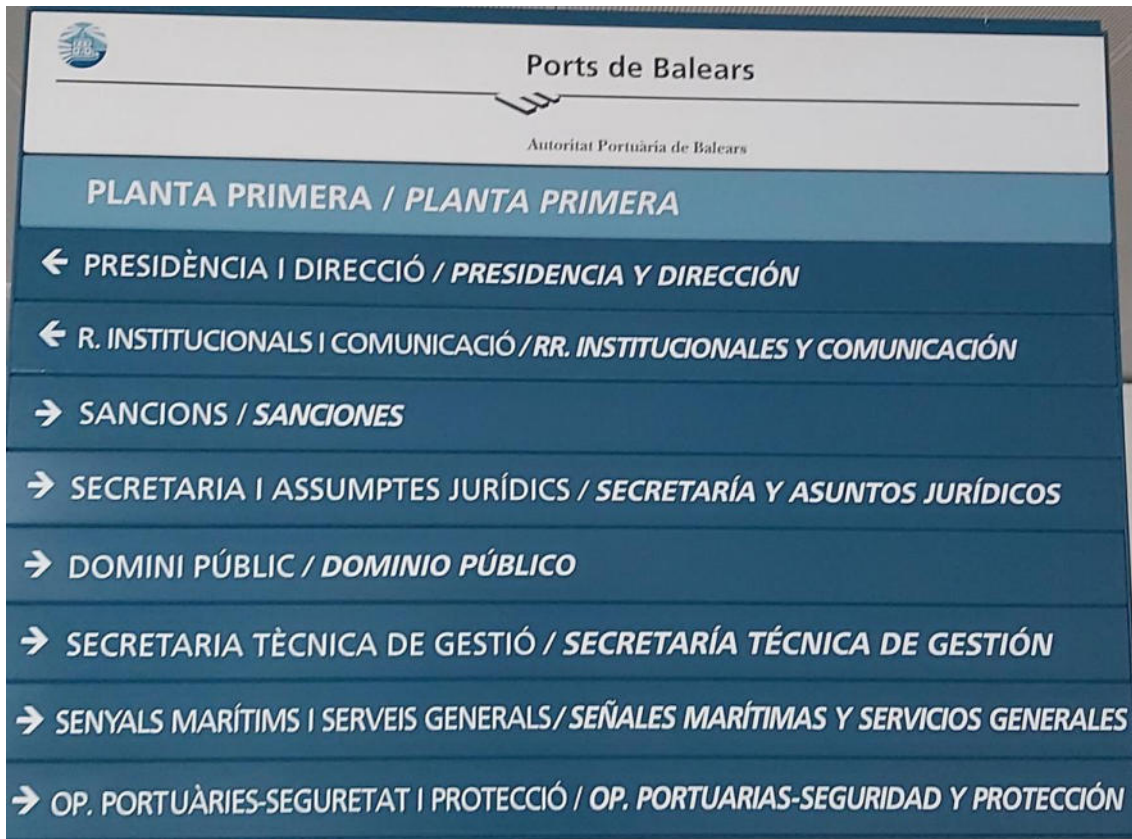 Ports de Balears
Autoritat Portuària de Balears
PLANTA PRIMERA / PLANTA PRIMERA
← PRESIDÈNCIA I DIRECCIÓ / PRESIDENCIA Y DIRECCIÓN
← R. INSTITUCIONALS I COMUNICACIÓ / RR. INSTITUCIONALES Y COMUNICACIÓN
→ SANCIONS / SANCIONES
→ SECRETARIA I ASSUMPTES JURÍDICS / SECRETARÍA Y ASUNTOS JURÍDICOS
→ DOMINI PÚBLIC / DOMINIO PÚBLICO
→ SECRETARIA TÈCNICA DE GESTIÓ / SECRETARÍA TÉCNICA DE GESTIÓN
→ SENYALS MARÍTIMS I SERVEIS GENERALS / SEÑALES MARÍTIMAS Y SERVICIOS GENERALES
→ OP. PORTUÀRIES-SEGURETAT I PROTECCIÓ / OP. PORTUARIAS-SEGURIDAD Y PROTECCIÓN